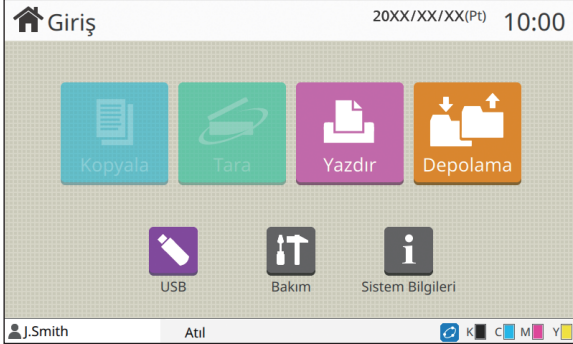 Giriş 20XX/XX/XX(Pt) 10:00
Kopyala Tara Yazdır Depolama
USB Bakım Sistem Bilgileri
J.Smith Atıl K C M Y